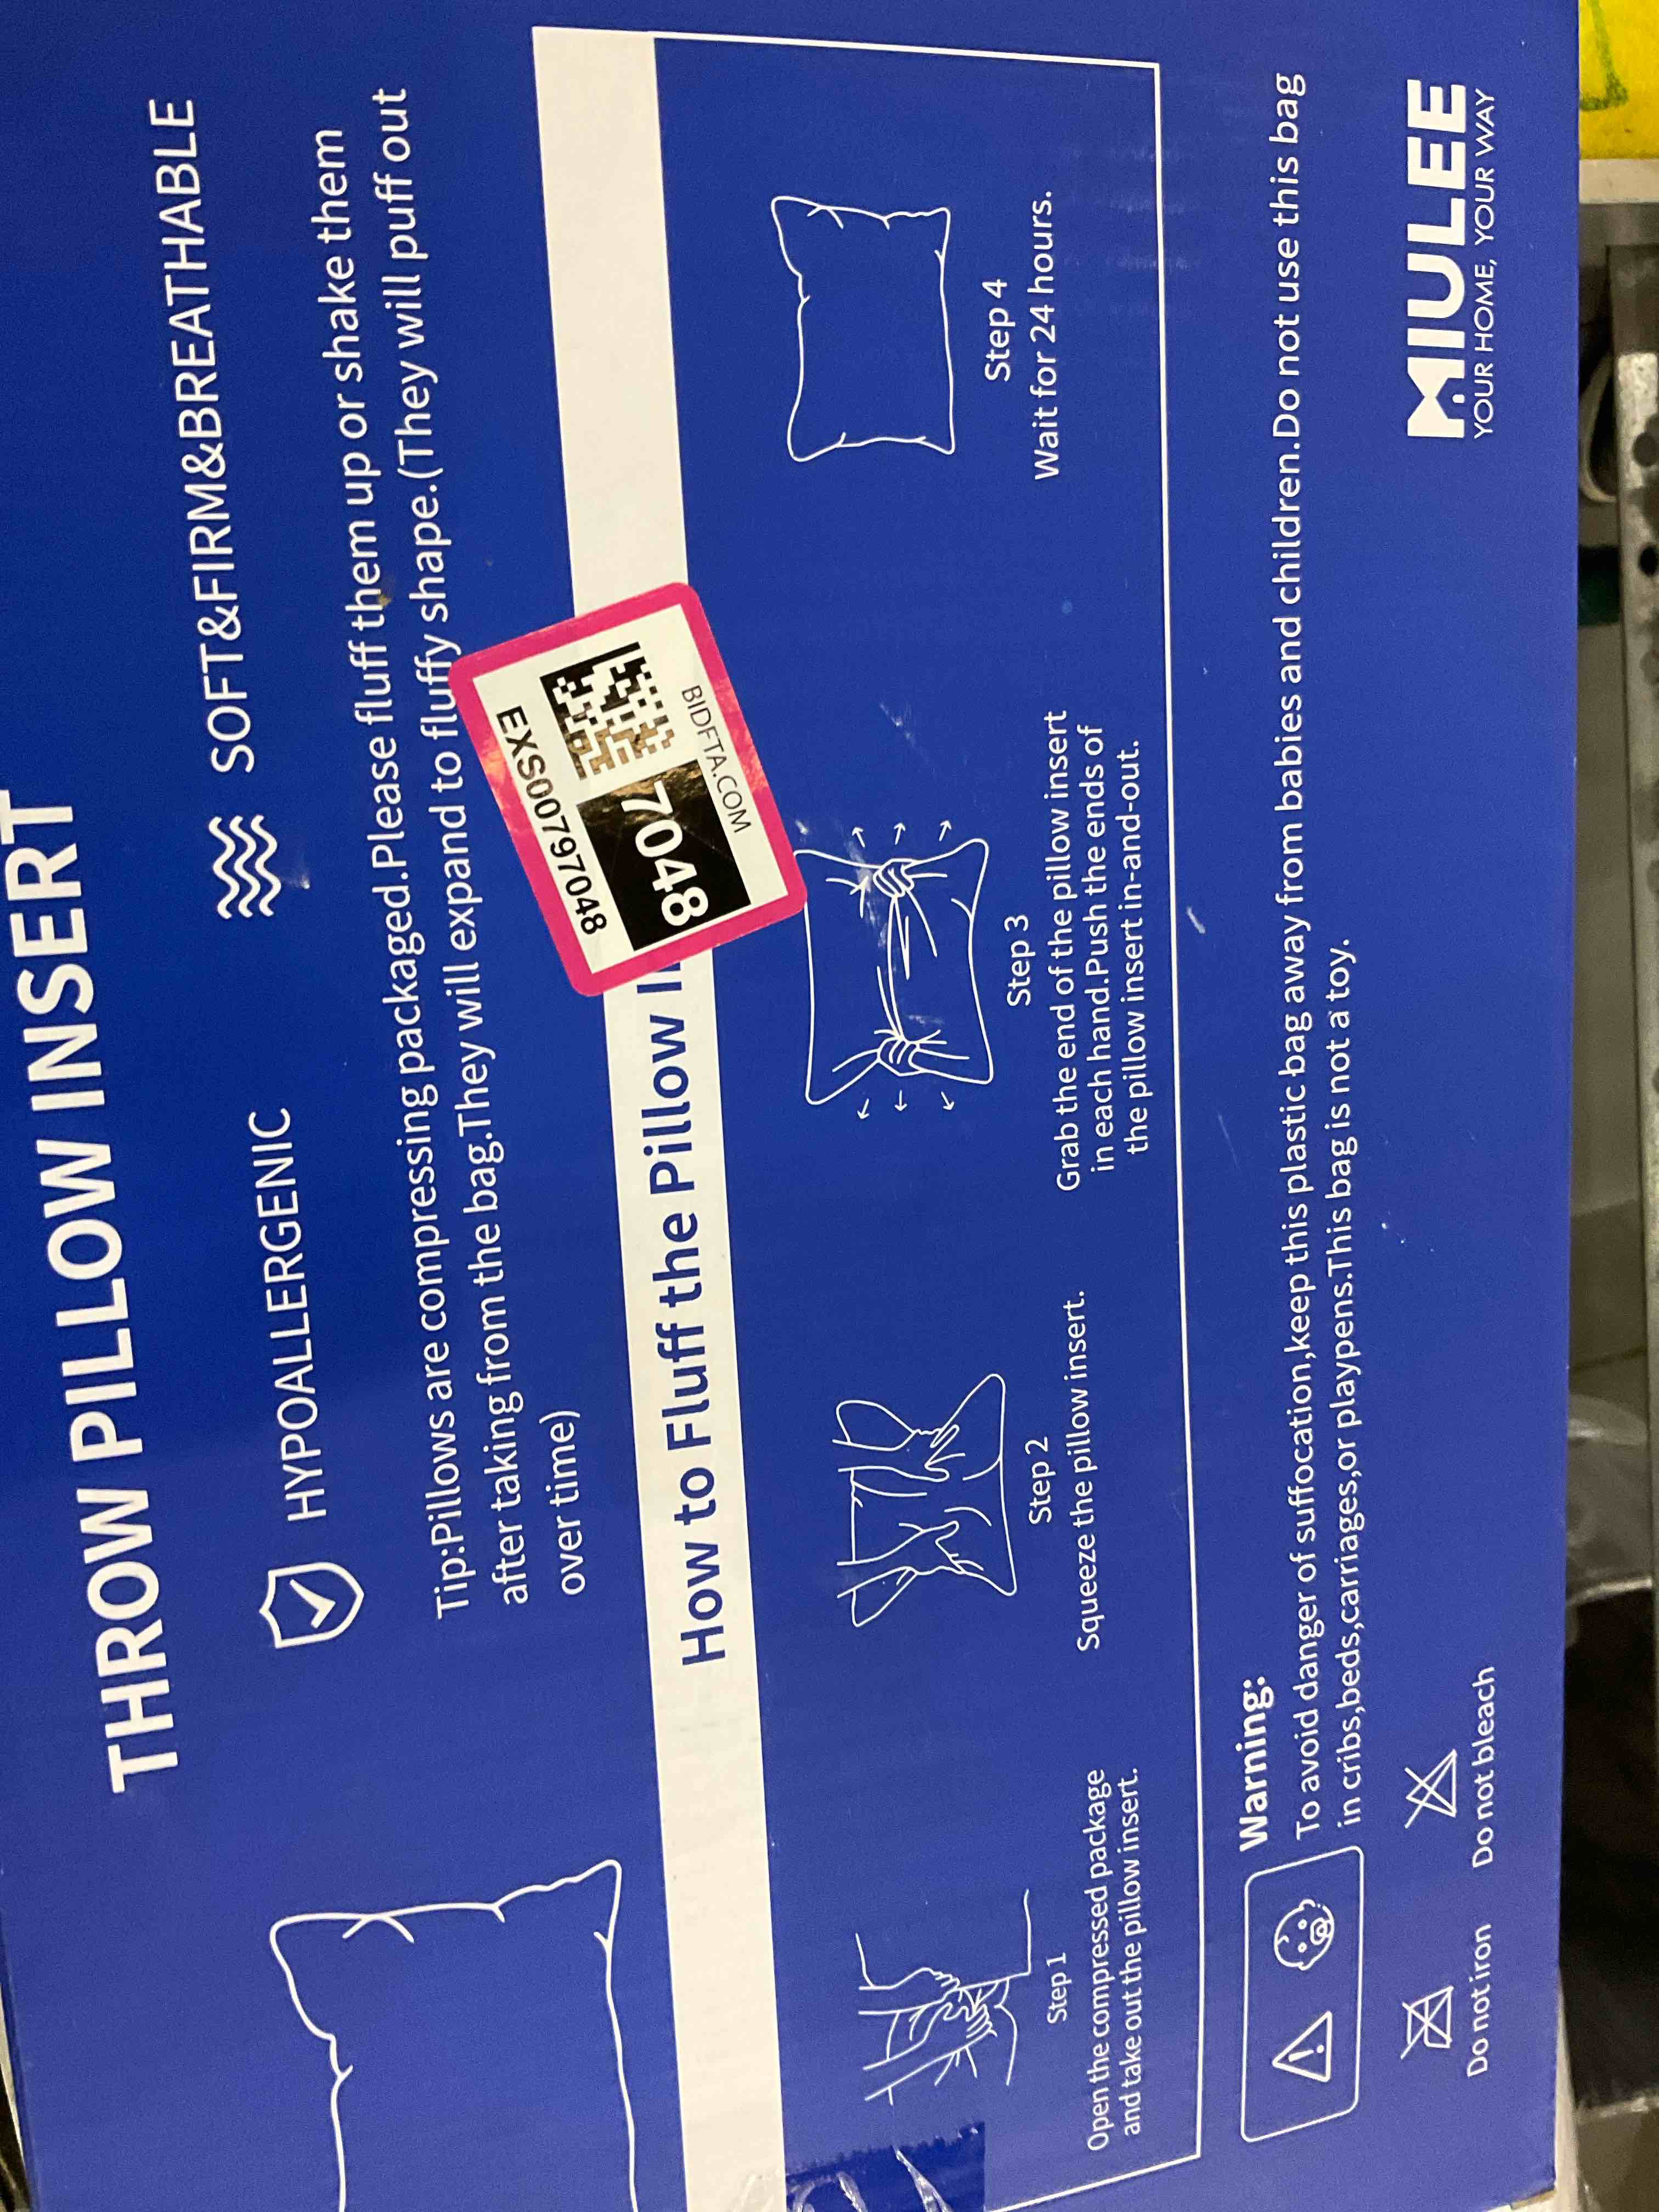 THROW PILLOW INSERT
HYPOALLERGENIC
SOFT&FIRM&BREATHABLE
Tip:Pillows are compressing packaged.Please fluff them up or shake them
after taking from the bag.They will expand to fluffy shape.(They will puff out
over time)
How to Fluff the Pillow
EXS00797048
7048
BIDFTA.COM
Step 1
Open the compressed package
and take out the pillow insert.
Step 2
Squeeze the pillow insert.
Step 3
Grab the end of the pillow insert
in each hand.Push the ends of
the pillow insert in-and-out.
Step 4
Wait for 24 hours.
Warning:
To avoid danger of suffocation,keep this plastic bag away from babies and children.Do not use this bag
in cribs,beds,carriages,or playpens.This bag is not a toy.
Do not iron
Do not bleach
MIULEE
YOUR HOME, YOUR WAY